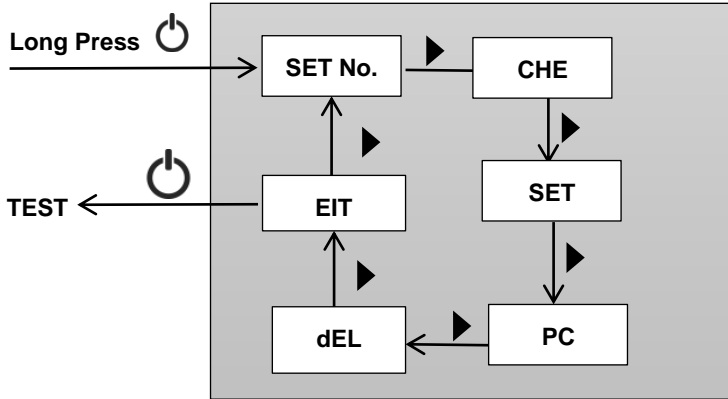 Long Press
SET No.
CHE
SET
TEST
EIT
dEL
PC